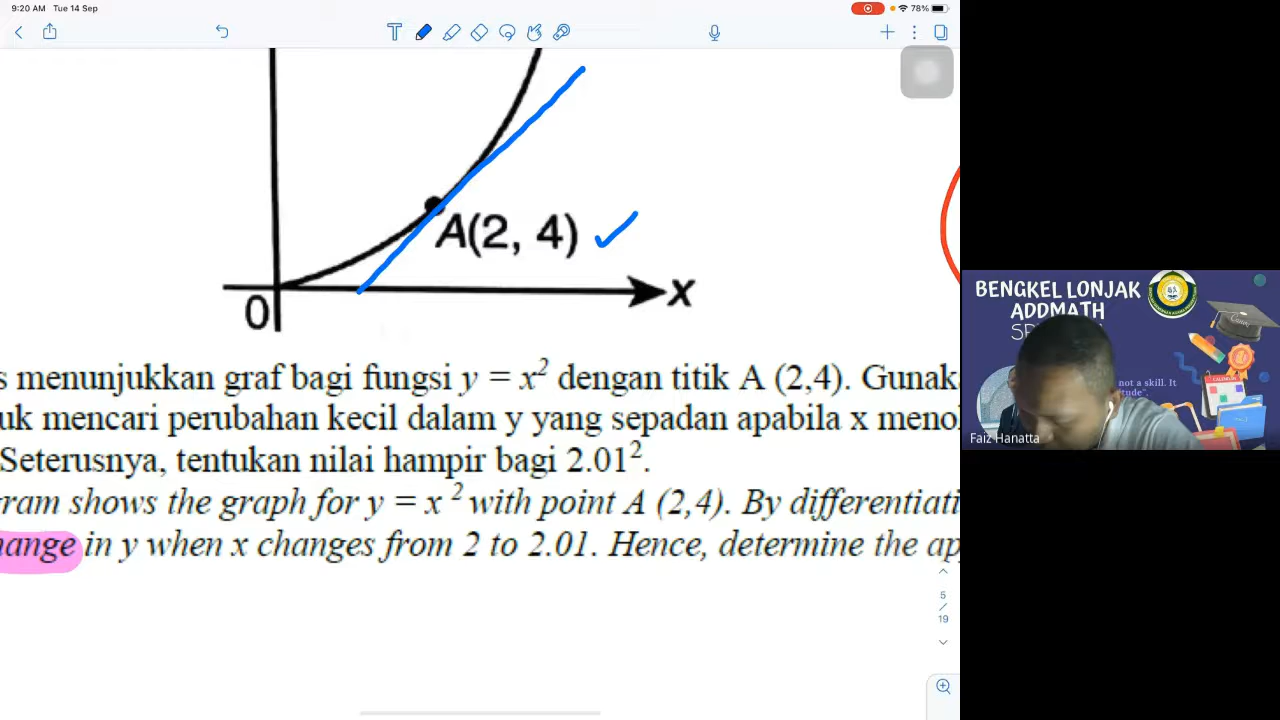 9:20 AM Tue 14 Sep
78%
A(2, 4)
x
0
s menunjukkan graf bagi fungsi y = x² dengan titik A (2,4). Gunak
uk mencari perubahan kecil dalam y yang sepadan apabila x meno
Seterusnya, tentukan nilai hampir bagi 2.01².
ram shows the graph for y = x² with point A (2,4). By differentiati
hange in y when x changes from 2 to 2.01. Hence, determine the ap
5
/
19
BENGKEL LONJAK
ADDMATH
not a skill. It
Faiz Hanatta